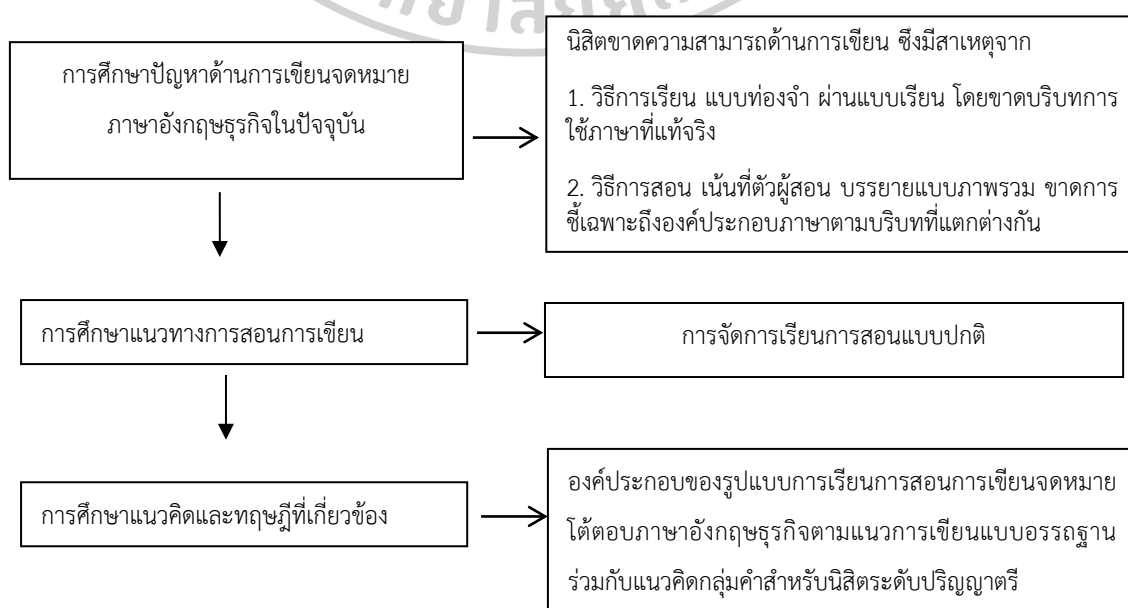 การศึกษาปัญหาด้านการเขียนจดหมาย
ภาษาอังกฤษธุรกิจในปัจจุบัน
นิสิตขาดความสามารถด้านการเขียน ซึ่งมีสาเหตุจาก
1. วิธีการเรียน แบบท่องจำ ผ่านแบบเรียน โดยขาดบริบทการ
ใช้ภาษาที่แท้จริง
2. วิธีการสอน เน้นที่ตัวผู้สอน บรรยายแบบภาพรวม ขาดการ
ชี้เฉพาะถึงองค์ประกอบภาษาตามบริบทที่แตกต่างกัน
การศึกษาแนวทางการสอนการเขียน
การจัดการเรียนการสอนแบบปกติ
การศึกษาแนวคิดและทฤษฎีที่เกี่ยวข้อง
องค์ประกอบของรูปแบบการเรียนการสอนการเขียนจดหมาย
โต้ตอบภาษาอังกฤษธุรกิจตามแนวการเขียนแบบอรรถฐาน
ร่วมกับแนวคิดกลุ่มคำสำหรับนิสิตระดับปริญญาตรี